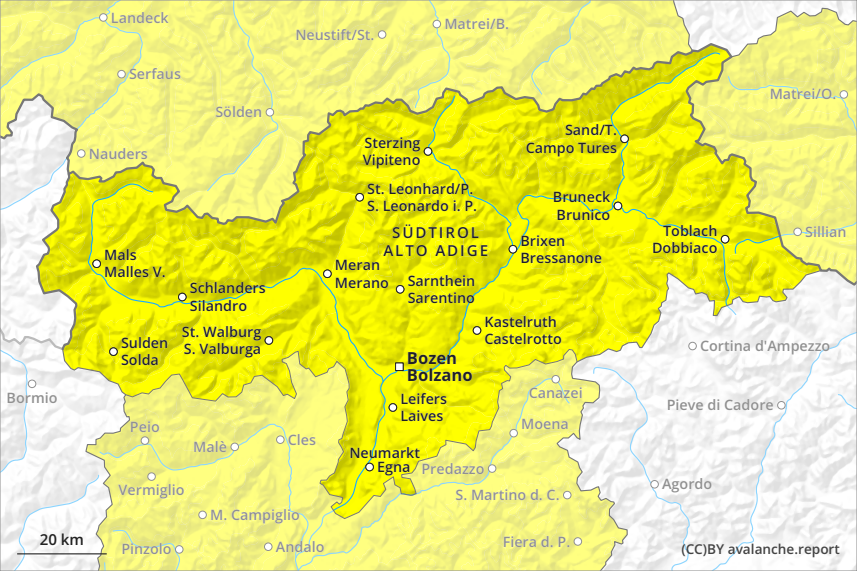 Landeck
Matrei/B.
Neustift/St.
Serfaus
Matrei/O.
Sölden
Sand/T.
Campo Tures
Sterzing
Vipiteno
Nauders
St. Leonhard/P.
S. Leonardo i. P.
Bruneck
Brunico
SÜDTIROL
ALTO ADIGE
Toblach
Dobbiaco
Sillian
Brixen
Bressanone
Mals
Malles V.
Meran
Merano
Sarnthein
Sarentino
Schlanders
Silandro
Kastelruth
Castelrotto
St. Walburg
S. Valburga
Sulden
Solda
Cortina d'Ampezzo
Bozen
Bolzano
Bormio
Canazei
Leifers
Laives
Pieve di Cadore
Moena
Peio
Cles
Malè
Neumarkt
Egna
Predazzo
Vermiglio
Agordo
S. Martino d. C.
M. Campiglio
20 km
Pinzolo
Andalo
Fiera d. P.
(CC)BY avalanche.report